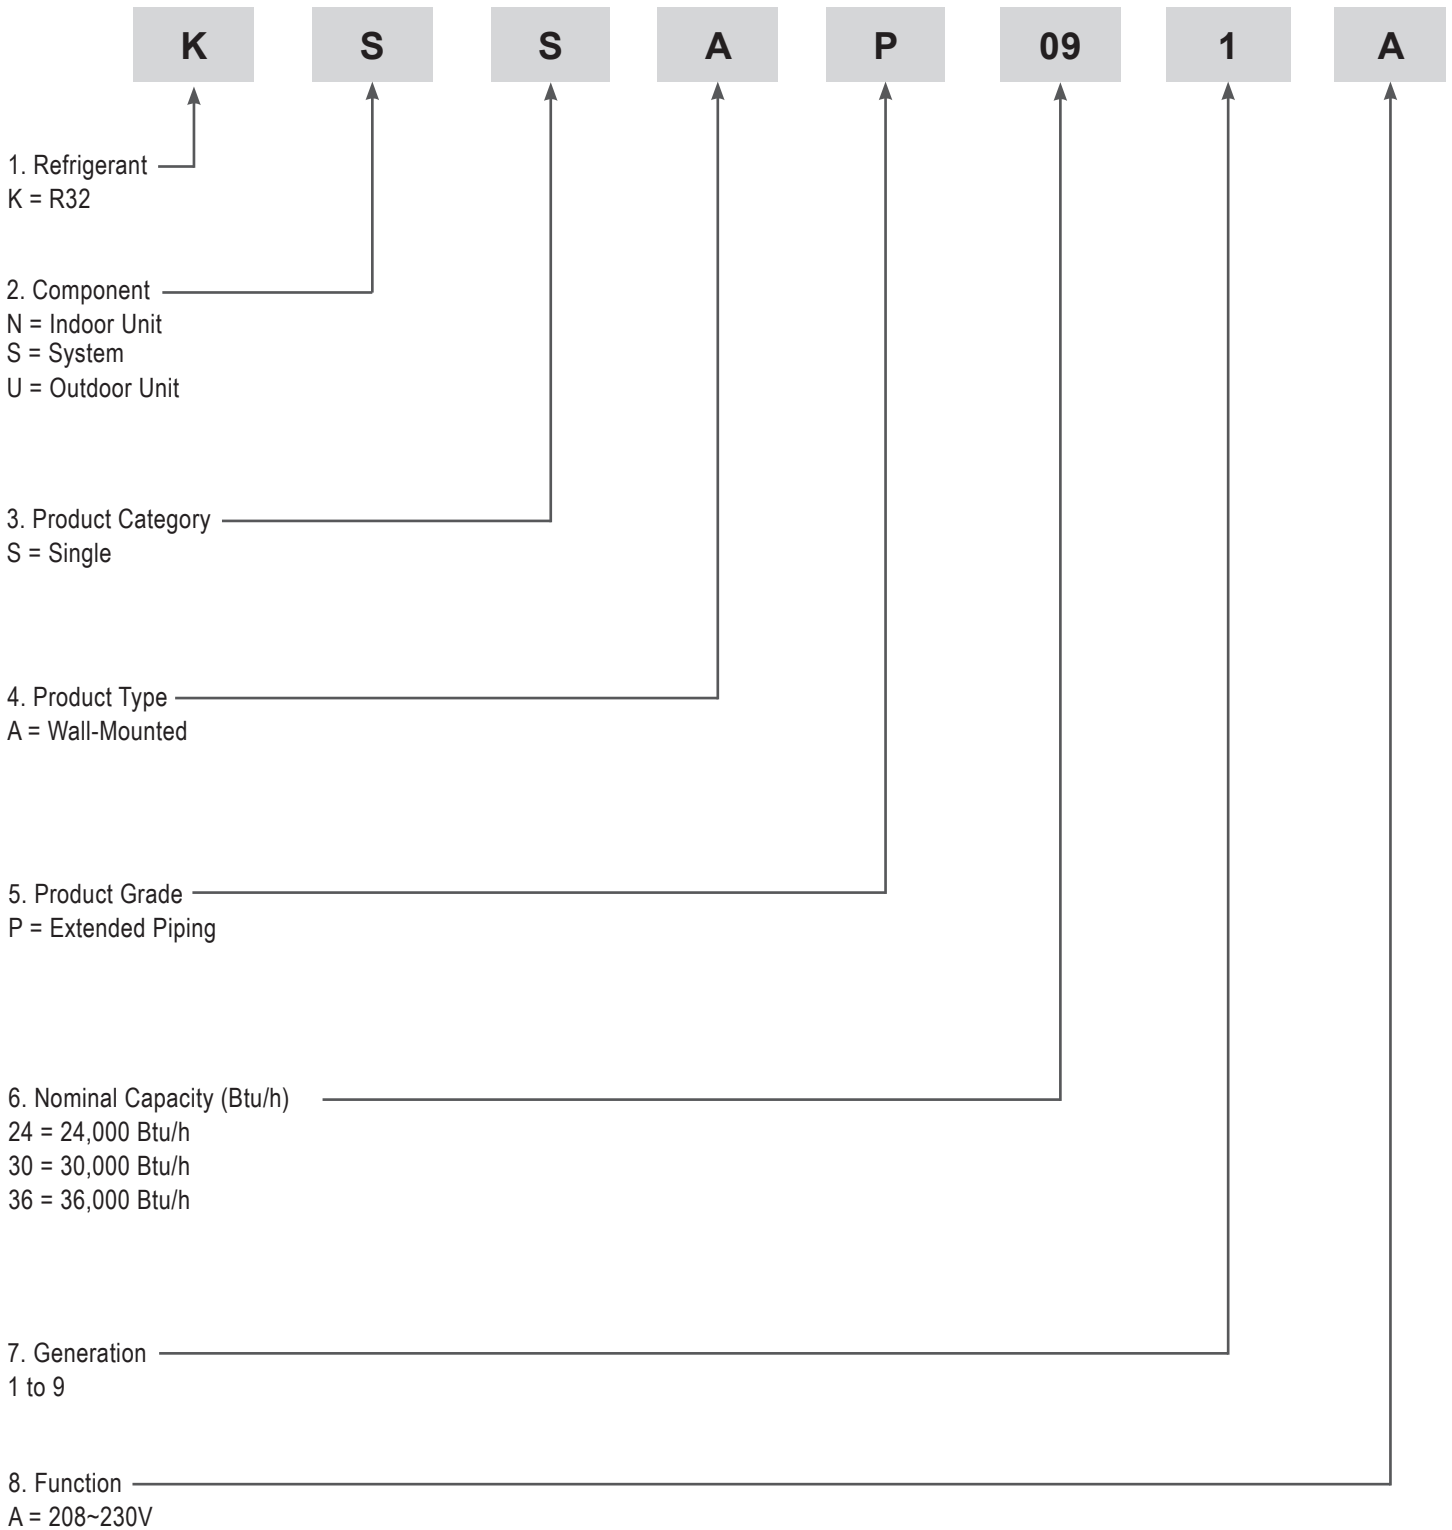 K S S A P 09 1 A
1. Refrigerant
K = R32
2. Component
N = Indoor Unit
S = System
U = Outdoor Unit
3. Product Category
S = Single
4. Product Type
A = Wall-Mounted
5. Product Grade
P = Extended Piping
6. Nominal Capacity (Btu/h)
24 = 24,000 Btu/h
30 = 30,000 Btu/h
36 = 36,000 Btu/h
7. Generation
1 to 9
8. Function
A = 208~230V